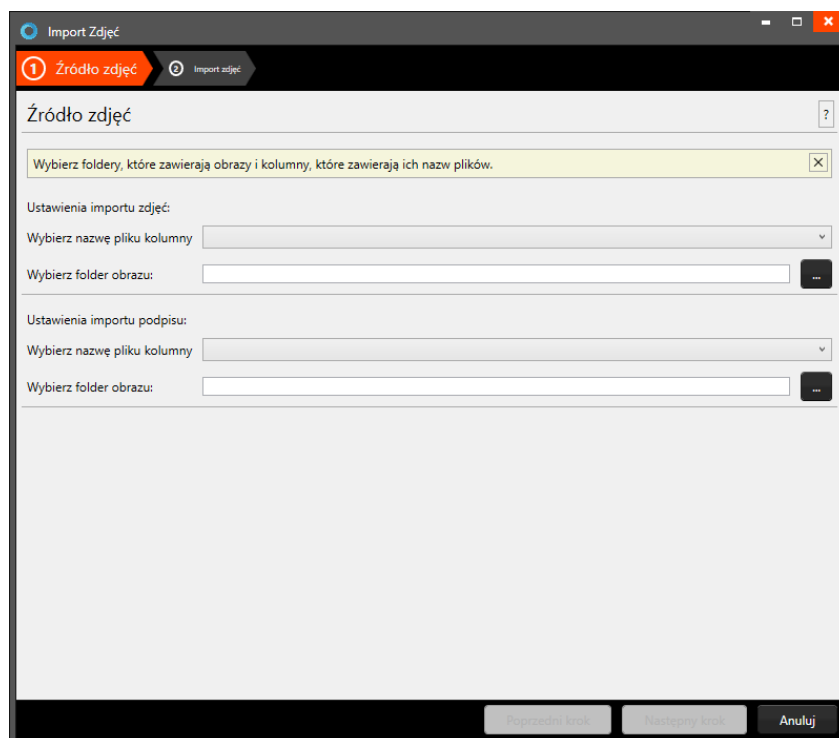 Import Zdjęć
1 Źródło zdjęć 2 Import zdjęć
Źródło zdjęć ?
Wybierz foldery, które zawierają obrazy i kolumny, które zawierają ich nazw plików.
Ustawienia importu zdjęć:
Wybierz nazwę pliku kolumny
Wybierz folder obrazu: ...
Ustawienia importu podpisu:
Wybierz nazwę pliku kolumny
Wybierz folder obrazu: ...
Poprzedni krok Następny krok Anuluj